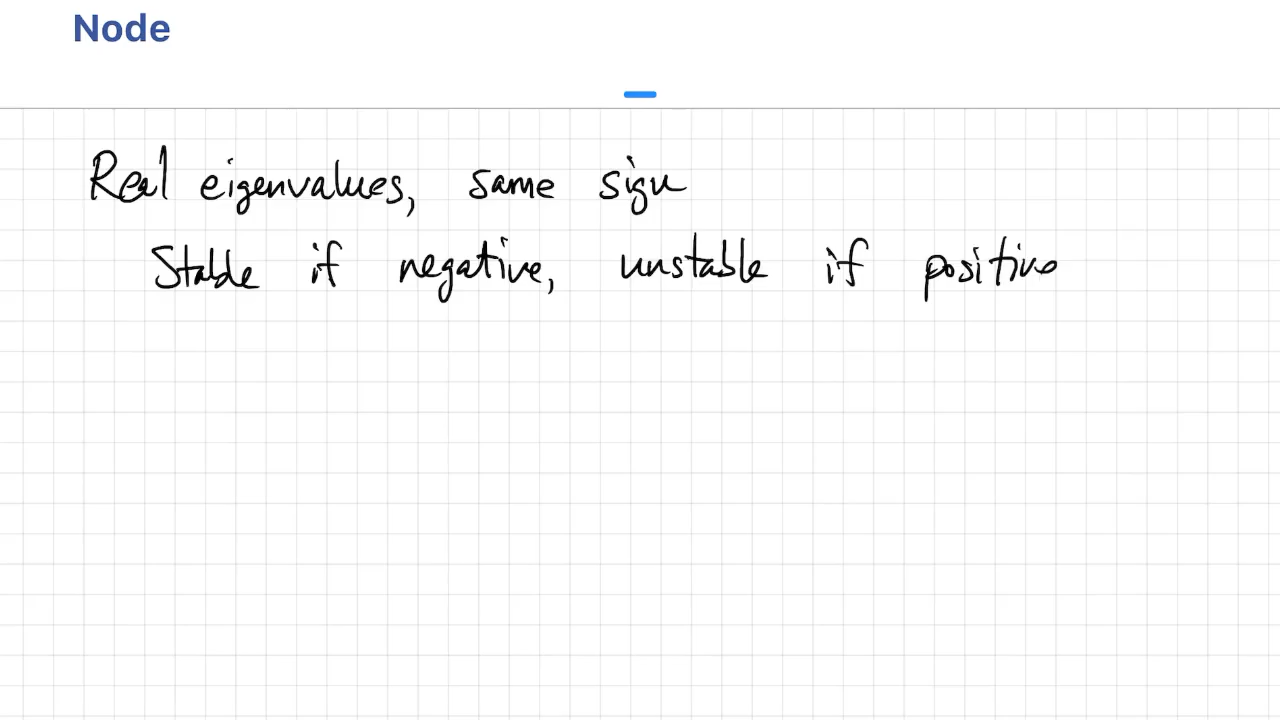 Node
Real eigenvalues, same sign
Stable if negative, unstable if positive